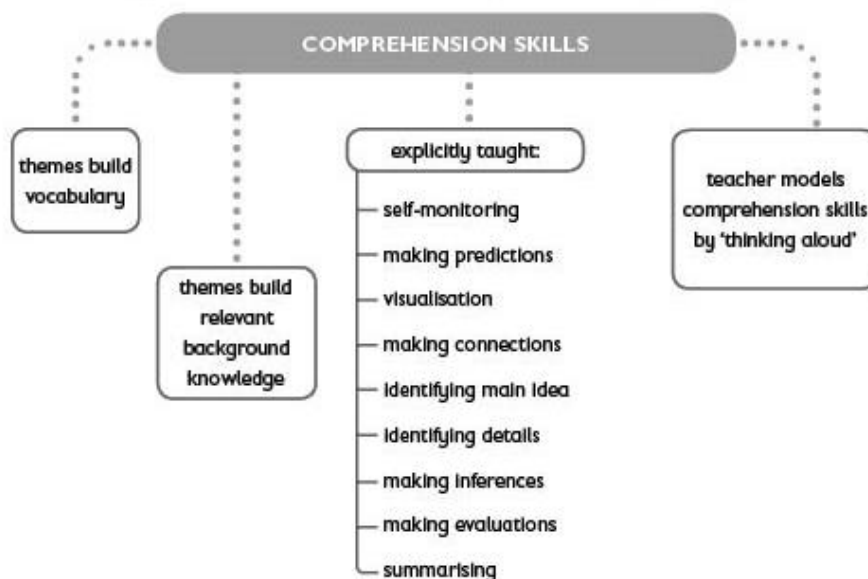 COMPREHENSION SKILLS
themes build
vocabulary
themes build
relevant
background
knowledge
explicitly taught:
self-monitoring
making predictions
visualisation
making connections
identifying main idea
identifying details
making inferences
making evaluations
summarising
teacher models
comprehension skills
by ‘thinking aloud’